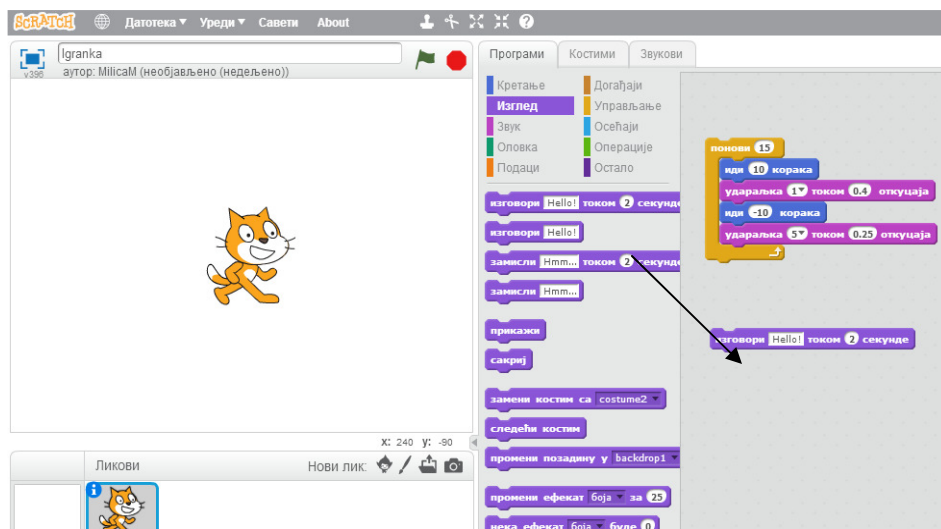 SCRATCH Датотека Уреди Савети About
v396 Igranka
аутор: MilicaM (необјављено (недељено))
Програми Костими Звукови
Кретање Догађаји
Изглед Управљање
Звук Осећаји
Оловка Операције
Подаци Остало
изговори Hello! током 2 секунде
изговори Hello!
замисли Hmm... током 2 секунде
замисли Hmm...
прикажи
сакриј
замени костим са costume2
следећи костим
промени позадину у backdrop1
промени ефекат боја за 25
нека ефекат боја буде 0
понови 15
иди 10 корака
удараљка 1 током 0.4 откуцаја
иди -10 корака
удараљка 5 током 0.25 откуцаја
изговори Hello! током 2 секунде
X: 240 y: -90
Ликови Нови лик: